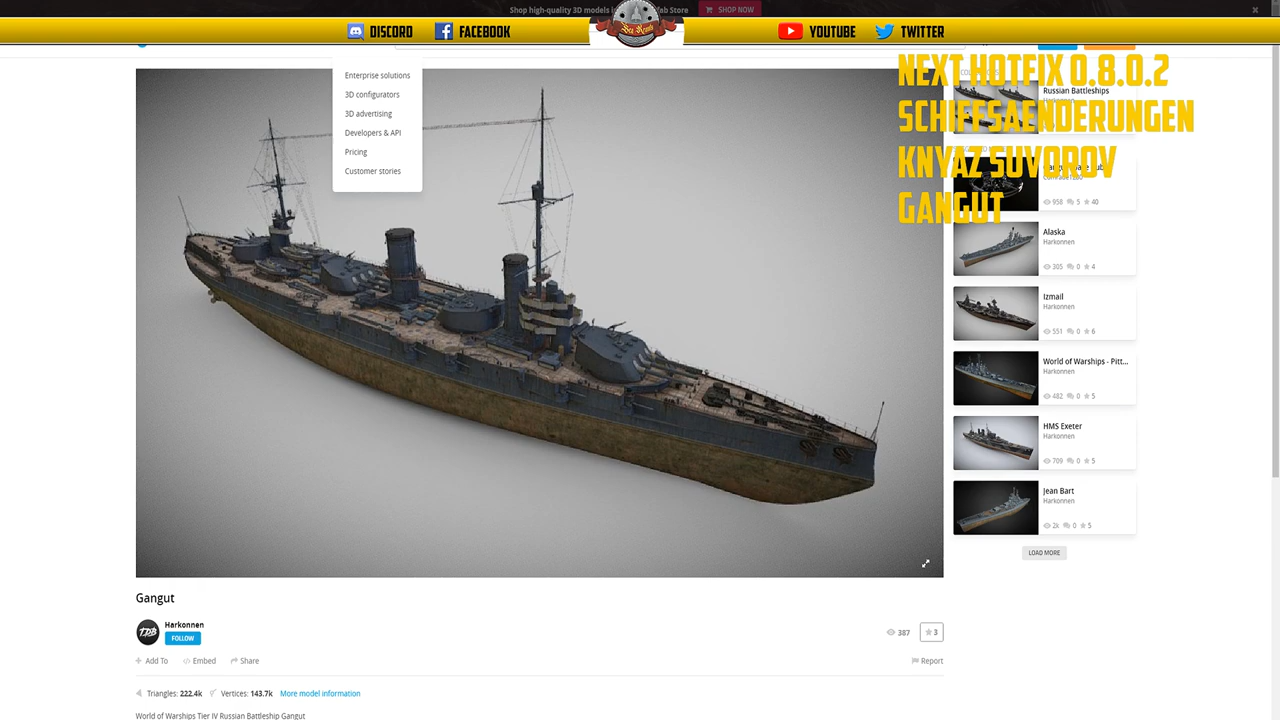 Shop high-quality 3D models
fab Store
SHOP NOW
DISCORD
FACEBOOK
YOUTUBE
TWITTER
Enterprise solutions
3D configurators
3D advertising
Developers & API
Pricing
Customer stories
NEXT HOTFIX 0.8.0.2
SCHIFFSAENDERUNGEN
KNYAZ SUVOROV
GANGUT
Russian Battleships
958 5 40
Alaska
Harkonnen
305 0 4
Izmail
Harkonnen
551 0 6
World of Warships - Pitt...
Harkonnen
482 0 5
HMS Exeter
Harkonnen
709 0 5
Jean Bart
Harkonnen
2k 0 5
LOAD MORE
Gangut
TDB
Harkonnen
FOLLOW
387
3
Add To
Embed
Share
Report
Triangles: 222.4k
Vertices: 143.7k
More model information
World of Warships Tier IV Russian Battleship Gangut